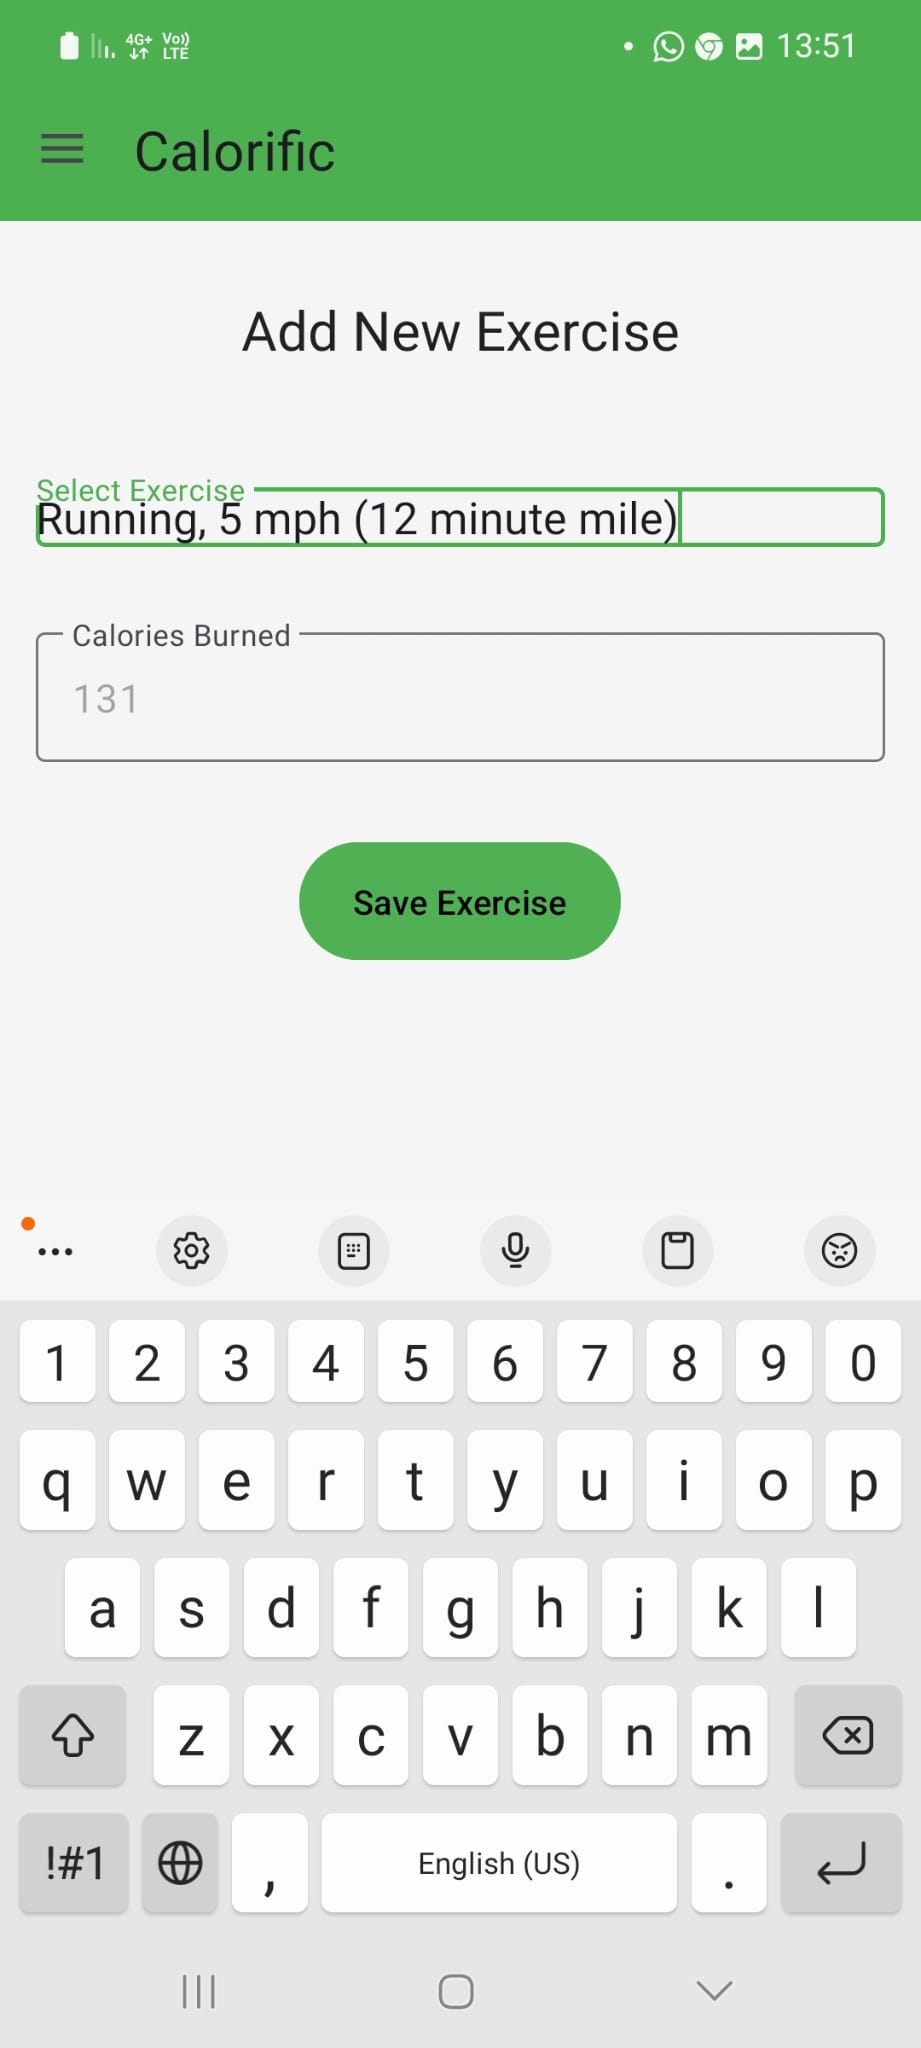 4G+ Vo)) LTE 13:51
Calorific
Add New Exercise
Select Exercise
Running, 5 mph (12 minute mile)
Calories Burned
131
Save Exercise
1 2 3 4 5 6 7 8 9 0
q w e r t y u i o p
a s d f g h j k l
z x c v b n m
!#1 , English (US) .